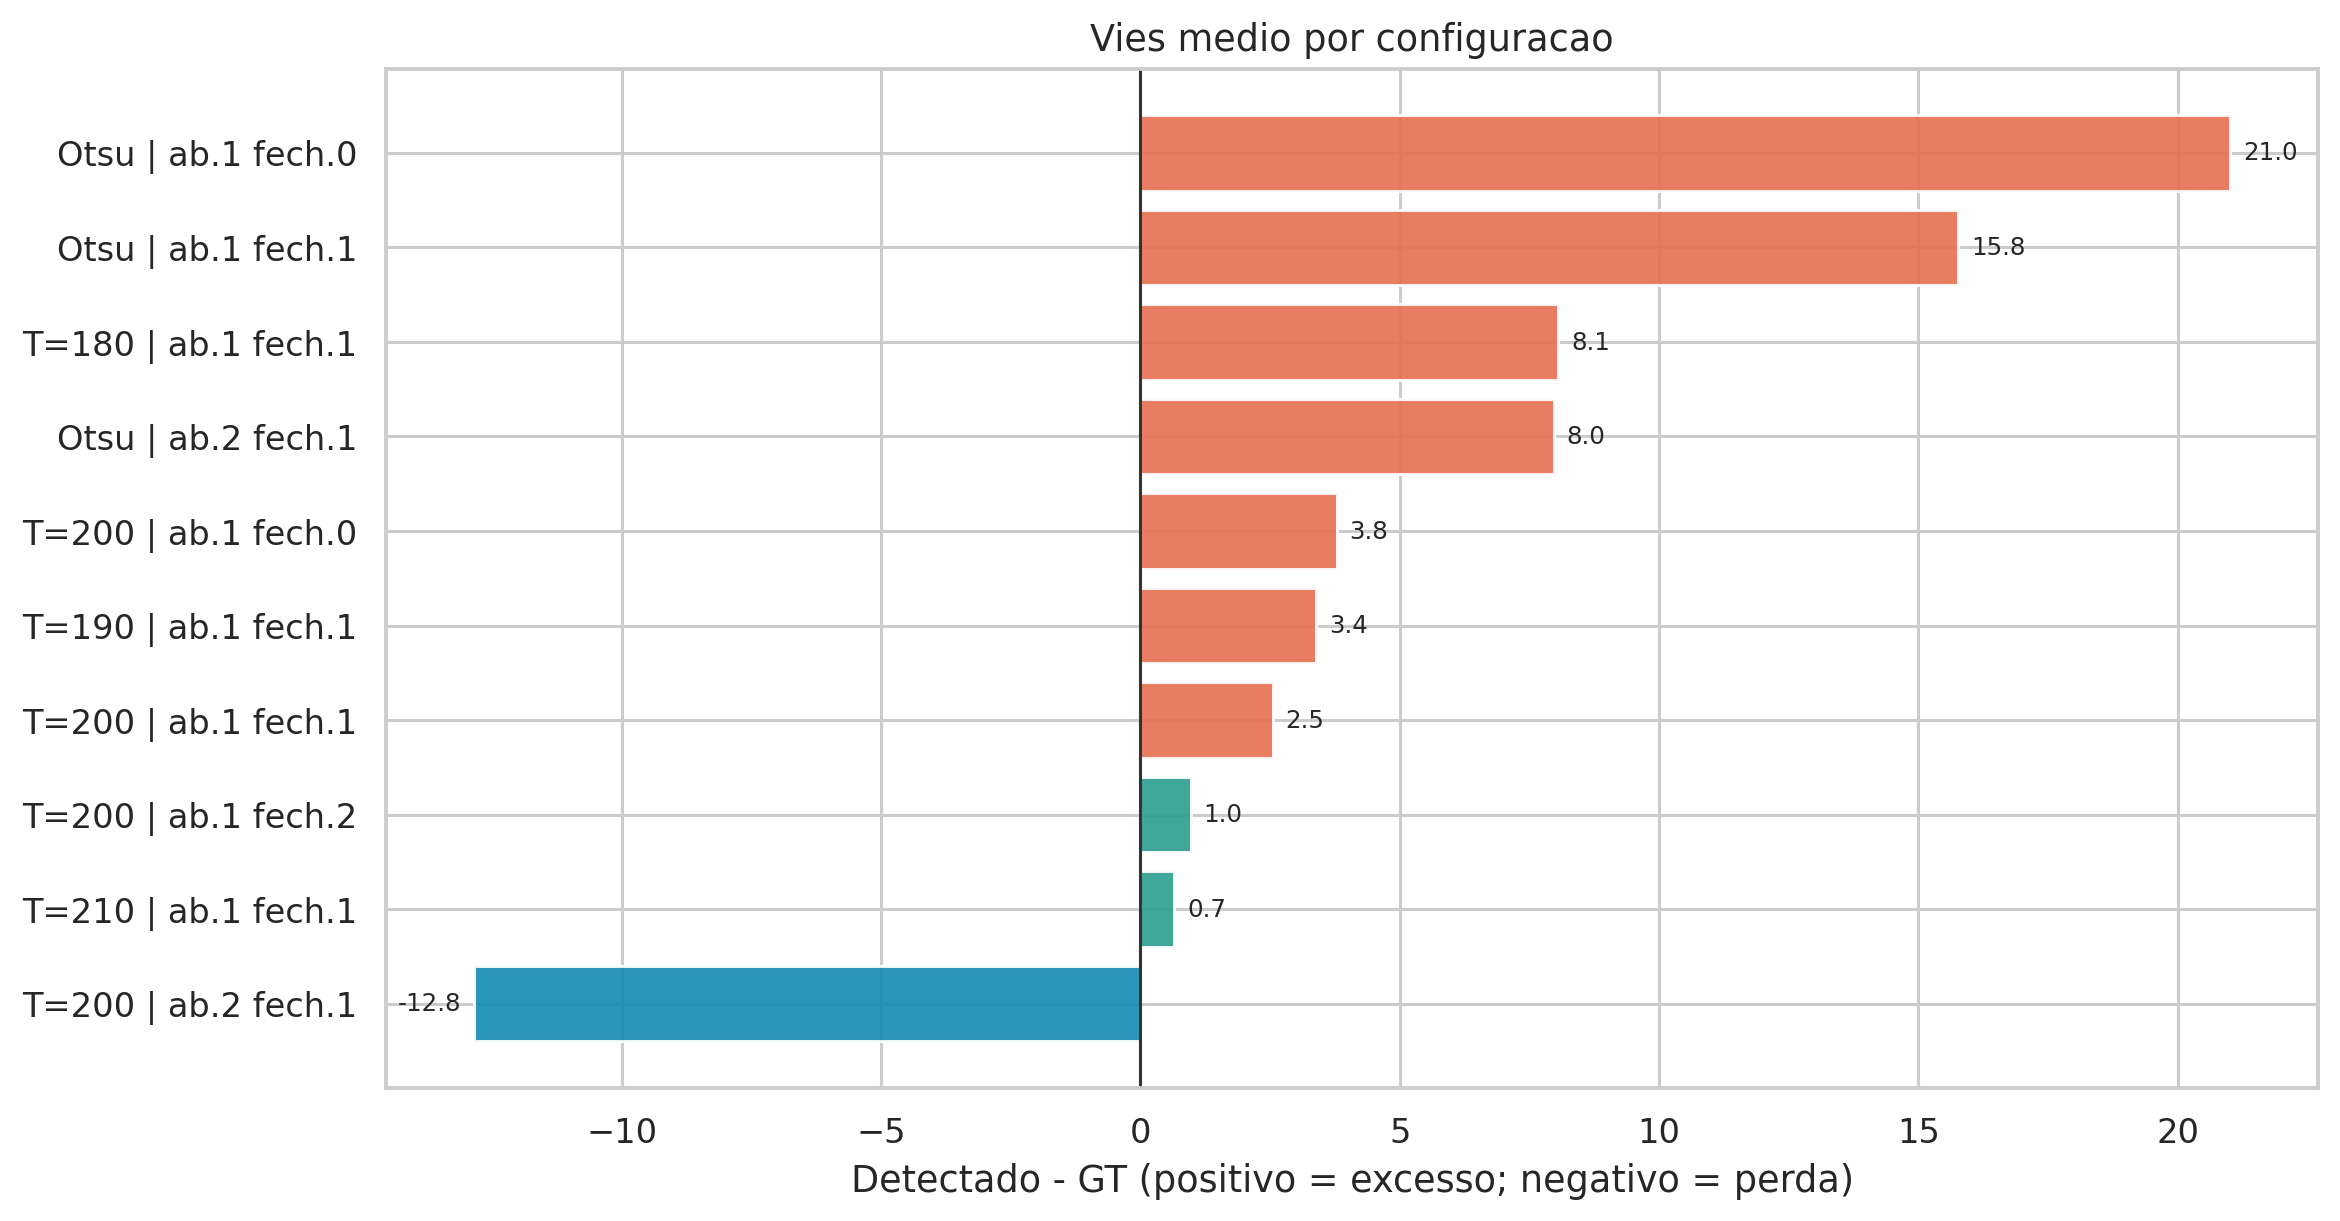 Vies medio por configuracao
Otsu | ab.1 fech.0
21.0
Otsu | ab.1 fech.1
15.8
T=180 | ab.1 fech.1
8.1
Otsu | ab.2 fech.1
8.0
T=200 | ab.1 fech.0
3.8
T=190 | ab.1 fech.1
3.4
T=200 | ab.1 fech.1
2.5
T=200 | ab.1 fech.2
1.0
T=210 | ab.1 fech.1
0.7
T=200 | ab.2 fech.1
-12.8
−10 −5 0 5 10 15 20
Detectado - GT (positivo = excesso; negativo = perda)